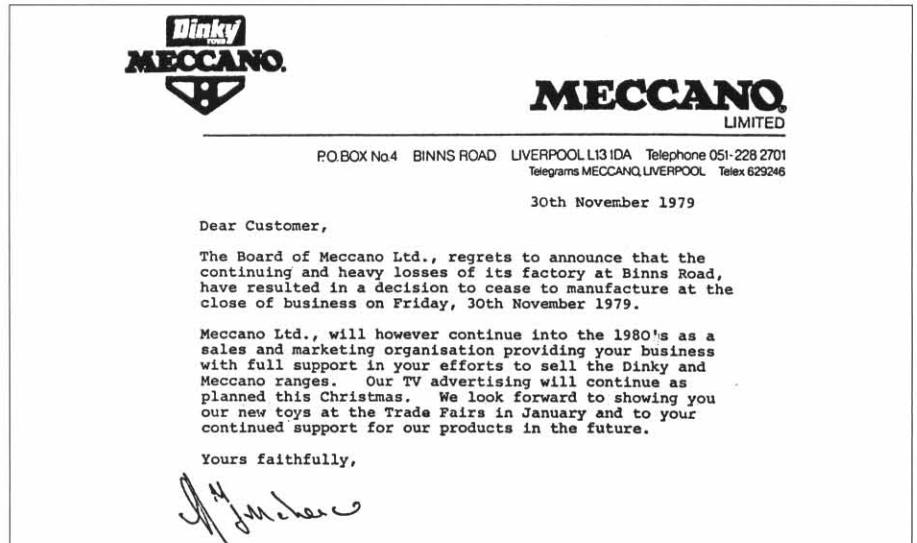 Dinky
TOYS
MECCANO.
MECCANO
LIMITED
P.O. BOX No.4 BINNS ROAD LIVERPOOL L13 1DA Telephone 051-228 2701
Telegrams MECCANO, LIVERPOOL Telex 629246
30th November 1979
Dear Customer,
The Board of Meccano Ltd., regrets to announce that the
continuing and heavy losses of its factory at Binns Road,
have resulted in a decision to cease to manufacture at the
close of business on Friday, 30th November 1979.
Meccano Ltd., will however continue into the 1980's as a
sales and marketing organisation providing your business
with full support in your efforts to sell the Dinky and
Meccano ranges. Our TV advertising will continue as
planned this Christmas. We look forward to showing you
our new toys at the Trade Fairs in January and to your
continued support for our products in the future.
Yours faithfully,